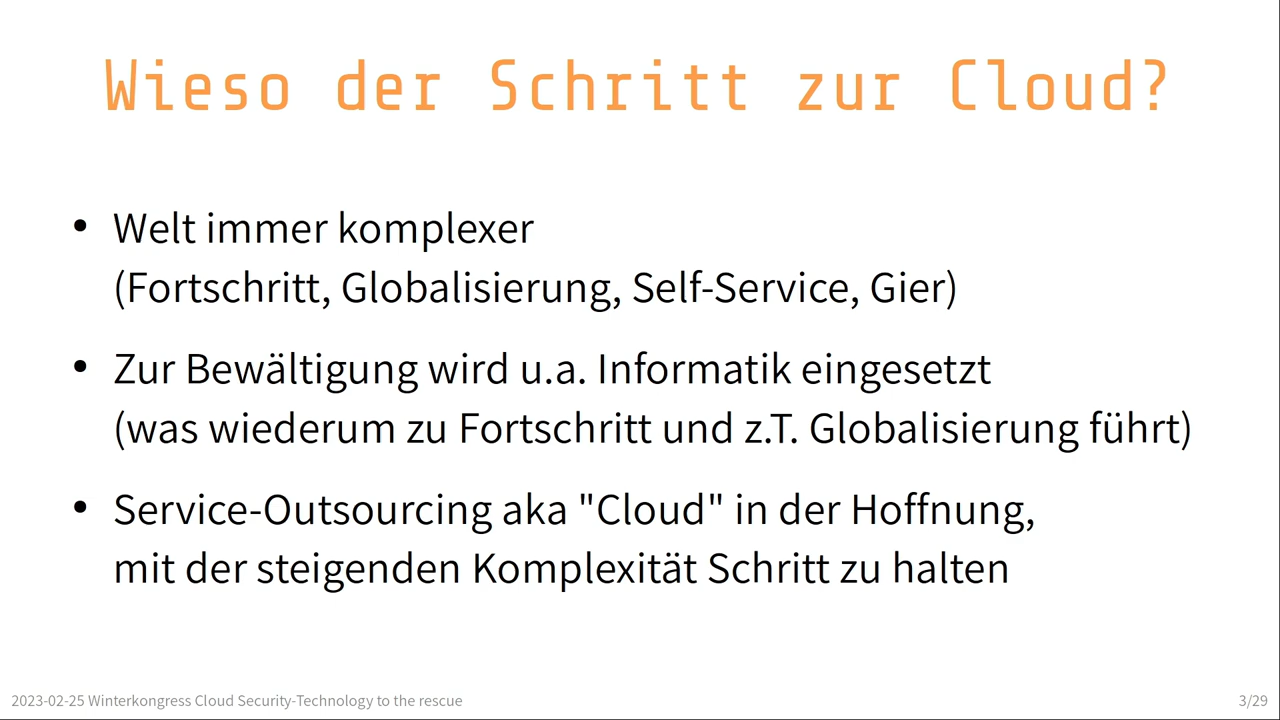 Wieso der Schritt zur Cloud?
• Welt immer komplexer
(Fortschritt, Globalisierung, Self-Service, Gier)
• Zur Bewältigung wird u.a. Informatik eingesetzt
(was wiederum zu Fortschritt und z.T. Globalisierung führt)
• Service-Outsourcing aka "Cloud" in der Hoffnung,
mit der steigenden Komplexität Schritt zu halten
2023-02-25 Winterkongress Cloud Security-Technology to the rescue
3/29